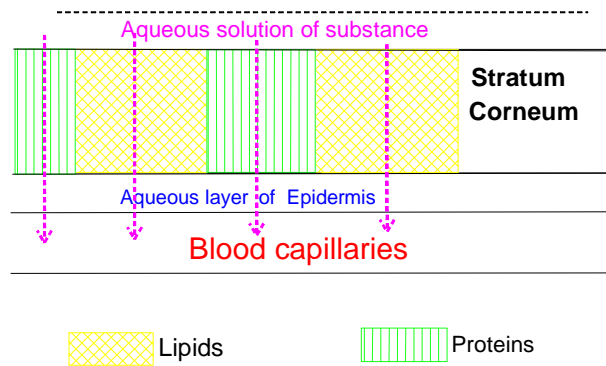 Aqueous solution of substance
Stratum
Corneum
Aqueous layer of Epidermis
Blood capillaries
Lipids
Proteins